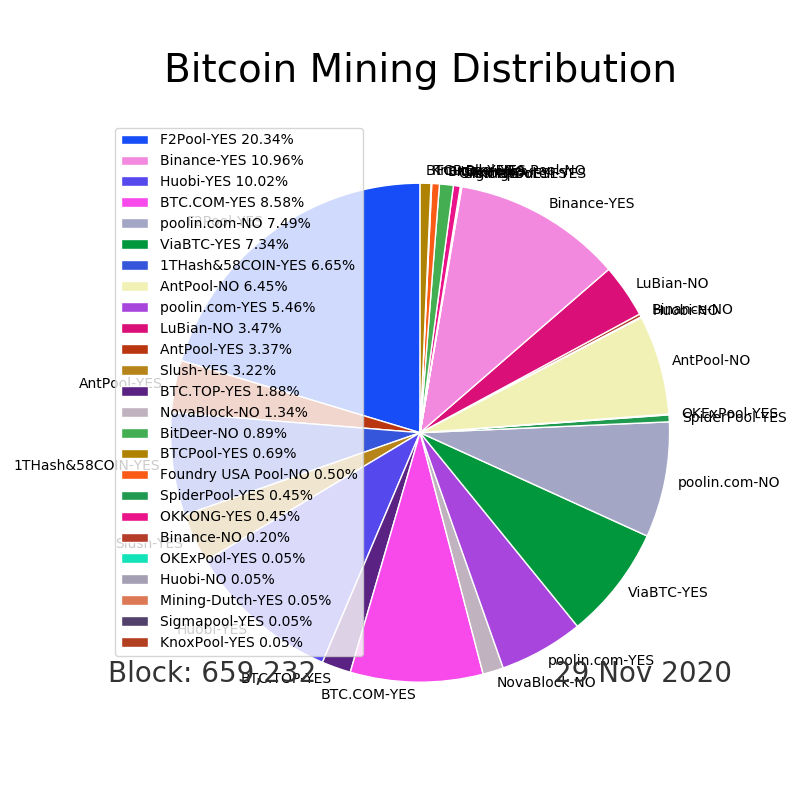 Bitcoin Mining Distribution
F2Pool-YES 20.34%
Binance-YES 10.96%
Huobi-YES 10.02%
BTC.COM-YES 8.58%
poolin.com-NO 7.49%
ViaBTC-YES 7.34%
1THash&58COIN-YES 6.65%
AntPool-NO 6.45%
poolin.com-YES 5.46%
LuBian-NO 3.47%
AntPool-YES 3.37%
Slush-YES 3.22%
BTC.TOP-YES 1.88%
NovaBlock-NO 1.34%
BitDeer-NO 0.89%
BTCPool-YES 0.69%
Foundry USA Pool-NO 0.50%
SpiderPool-YES 0.45%
OKKONG-YES 0.45%
Binance-NO 0.20%
OKExPool-YES 0.05%
Huobi-NO 0.05%
Mining-Dutch-YES 0.05%
Sigmapool-YES 0.05%
KnoxPool-YES 0.05%
Binance-YES
LuBian-NO
Binance-NO
Huobi-NO
AntPool-NO
OKExPool-YES
SpiderPool-YES
poolin.com-NO
ViaBTC-YES
poolin.com-YES
NovaBlock-NO
BTC.COM-YES
BTC.TOP-YES
Huobi-YES
Slush-YES
1THash&58COIN-YES
AntPool-YES
F2Pool-YES
Block: 659,232
29 Nov 2020